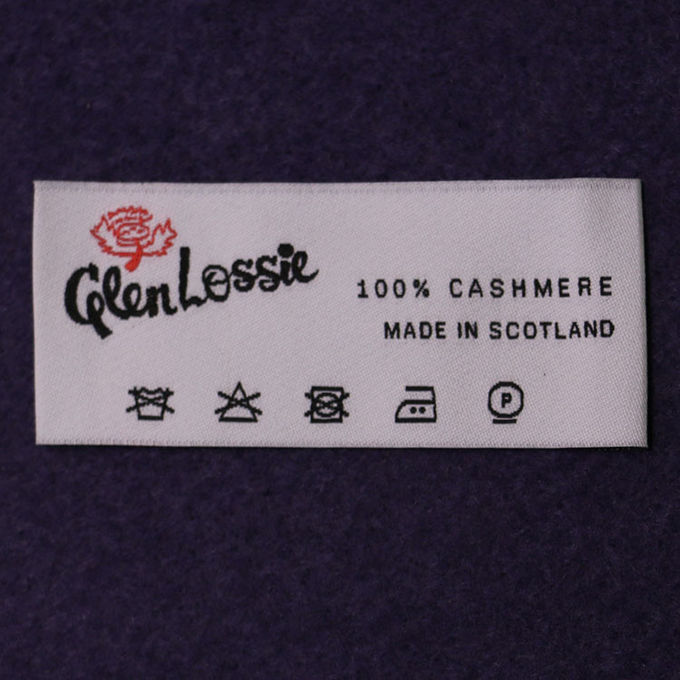 GlenLossie
100% CASHMERE
MADE IN SCOTLAND
P